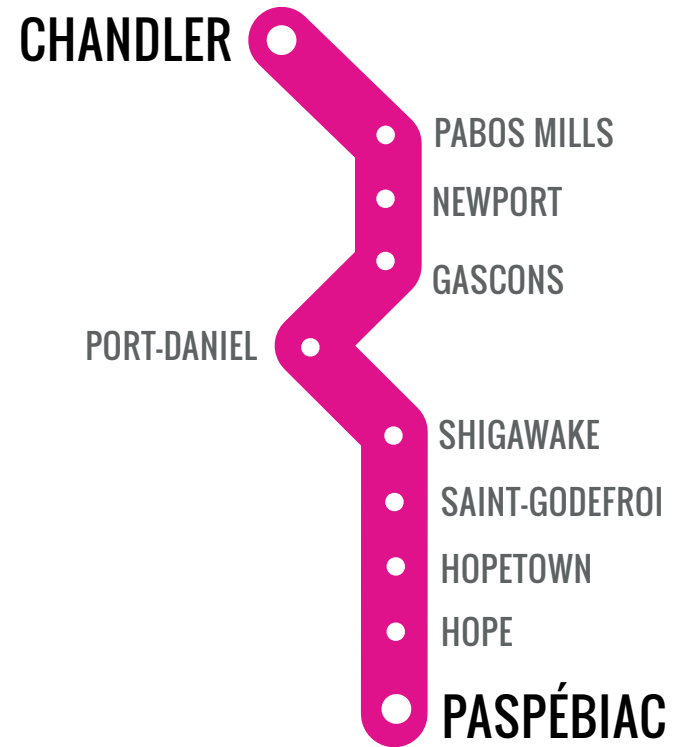 CHANDLER
PABOS MILLS
NEWPORT
GASCONS
PORT-DANIEL
SHIGAWAKE
SAINT-GODEFROI
HOPETOWN
HOPE
PASPÉBIAC